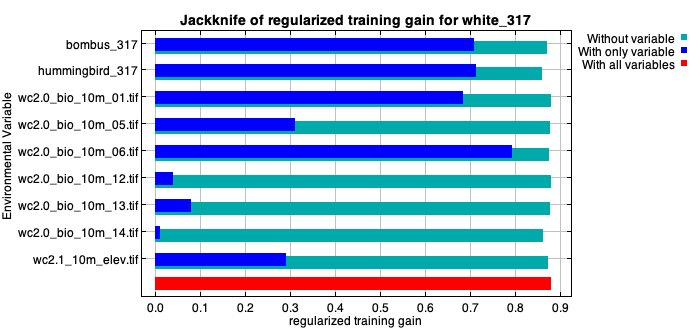 Jackknife of regularized training gain for white_317
Without variable
With only variable
With all variables
Environmental Variable
bombus_317
hummingbird_317
wc2.0_bio_10m_01.tif
wc2.0_bio_10m_05.tif
wc2.0_bio_10m_06.tif
wc2.0_bio_10m_12.tif
wc2.0_bio_10m_13.tif
wc2.0_bio_10m_14.tif
wc2.1_10m_elev.tif
0.0 0.1 0.2 0.3 0.4 0.5 0.6 0.7 0.8 0.9
regularized training gain